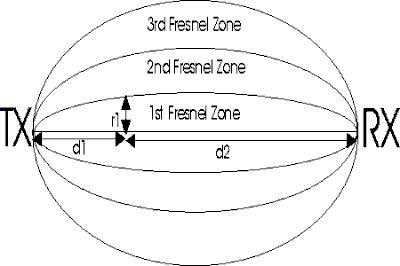 3rd Fresnel Zone
2nd Fresnel Zone
r1 1st Fresnel Zone
TX RX
d1 d2